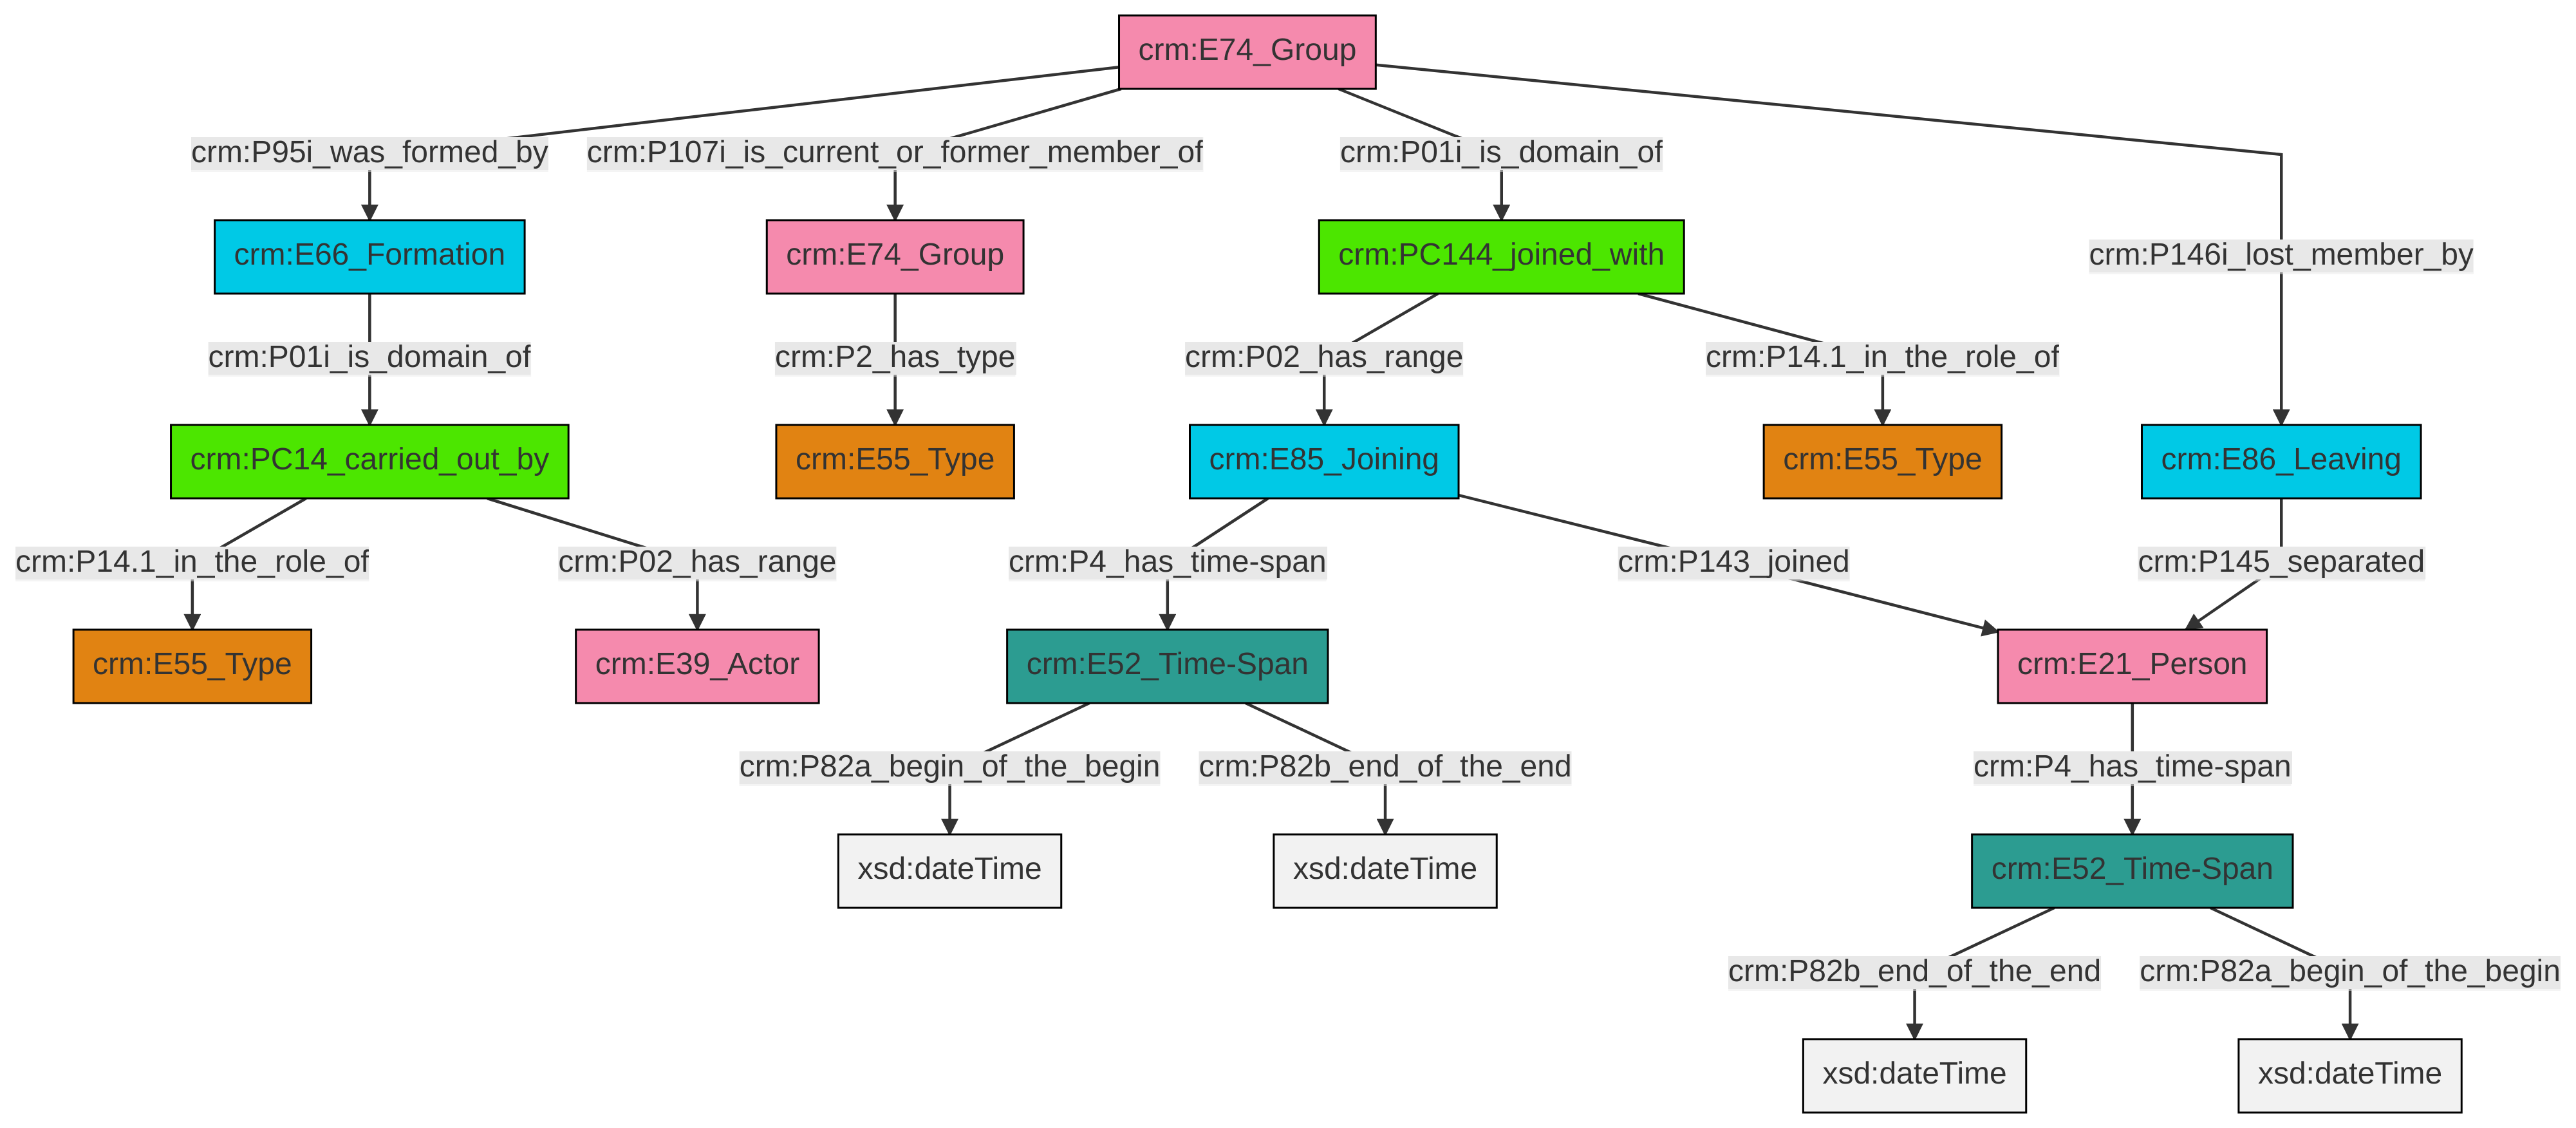 crm:E74_Group
crm:P95i_was_formed_by
crm:P107i_is_current_or_former_member_of
crm:P01i_is_domain_of
crm:E66_Formation
crm:E74_Group
crm:PC144_joined_with
crm:P146i_lost_member_by
crm:P01i_is_domain_of
crm:P2_has_type
crm:P02_has_range
crm:P14.1_in_the_role_of
crm:PC14_carried_out_by
crm:E55_Type
crm:E85_Joining
crm:E55_Type
crm:E86_Leaving
crm:P14.1_in_the_role_of
crm:P02_has_range
crm:P4_has_time-span
crm:P143_joined
crm:P145_separated
crm:E55_Type
crm:E39_Actor
crm:E52_Time-Span
crm:E21_Person
crm:P82a_begin_of_the_begin
crm:P82b_end_of_the_end
crm:P4_has_time-span
xsd:dateTime
xsd:dateTime
crm:E52_Time-Span
crm:P82b_end_of_the_end
crm:P82a_begin_of_the_begin
xsd:dateTime
xsd:dateTime